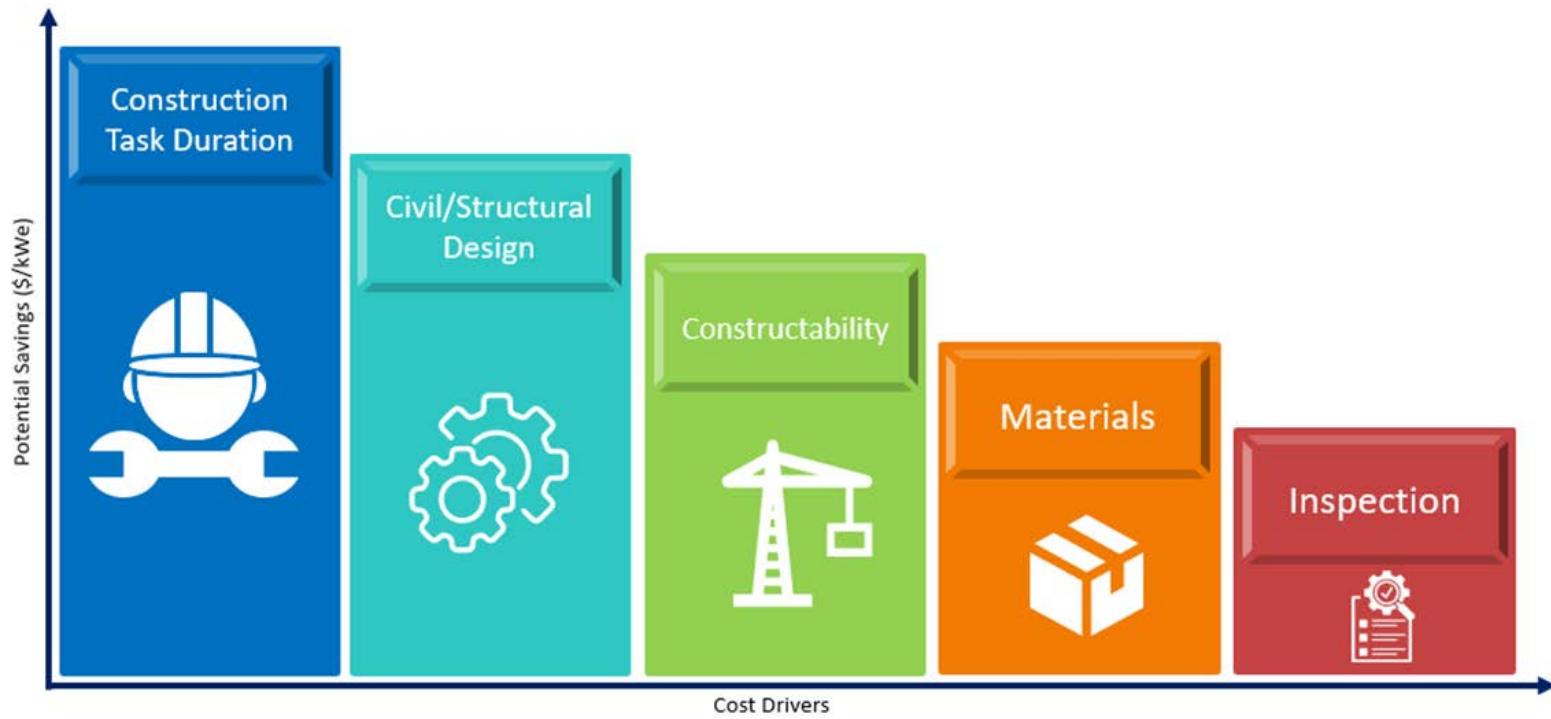 Construction
Task Duration
Civil/Structural
Design
Constructability
Materials
Inspection
Potential Savings ($/kWe)
Cost Drivers